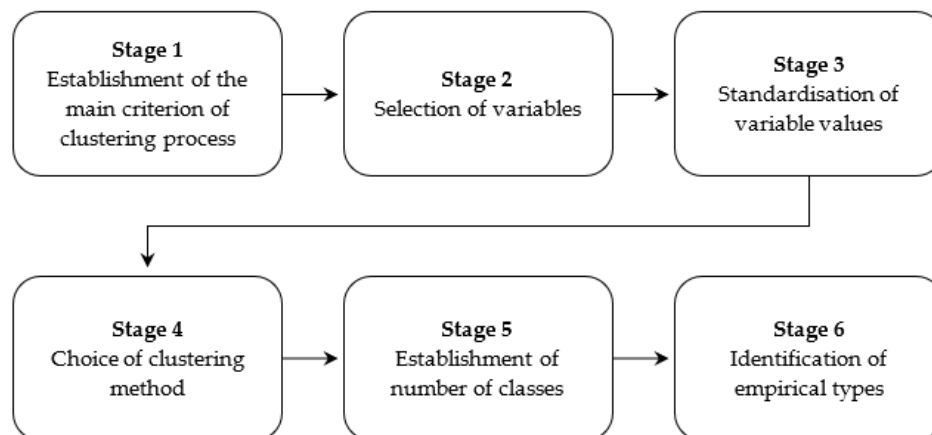 Stage 1
Establishment of the
main criterion of
clustering process
Stage 2
Selection of variables
Stage 3
Standardisation of
variable values
Stage 4
Choice of clustering
method
Stage 5
Establishment of
number of classes
Stage 6
Identification of
empirical types